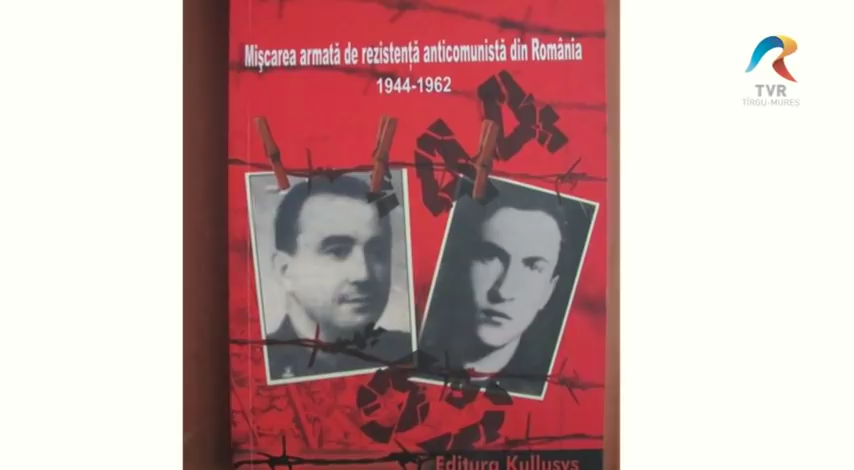 Mişcarea armată de rezistenţă anticomunistă din România
1944-1962
TVR
TÎRGU-MUREŞ
Editura Kullusys